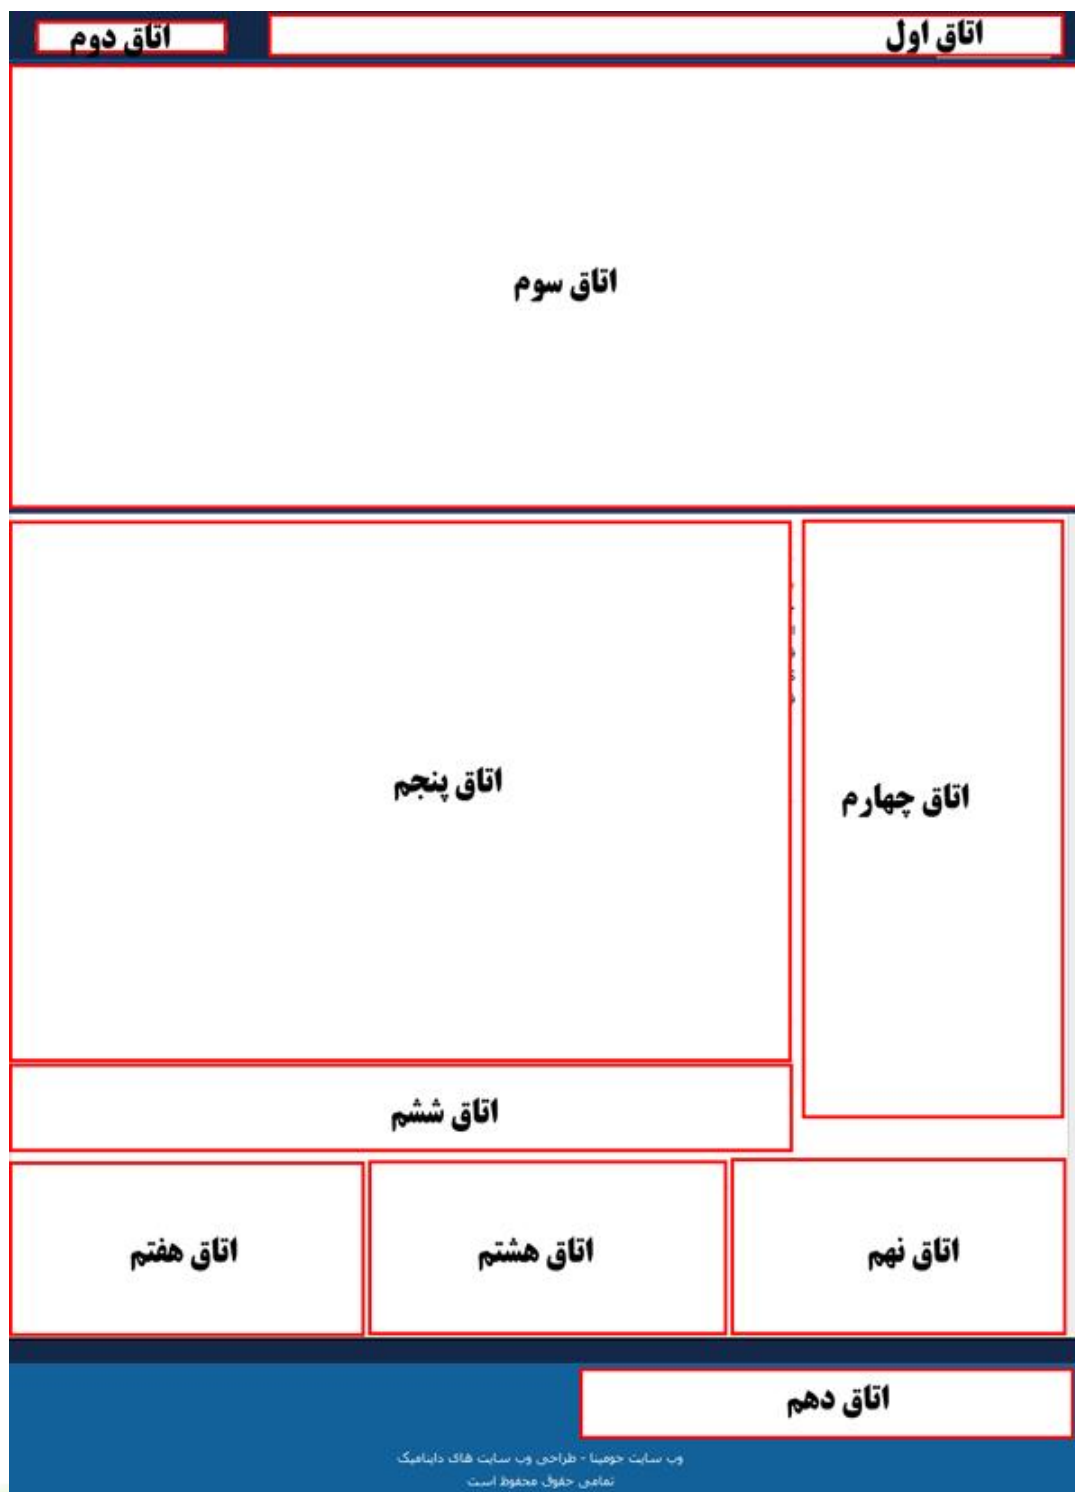 اتاق اول
اتاق دوم
اتاق سوم
اتاق چهارم
اتاق پنجم
اتاق ششم
اتاق نهم
اتاق هشتم
اتاق هفتم
اتاق دهم
وب سایت جومینا - طراحی وب سایت های داینامیک
تمامی حقوق محفوظ است